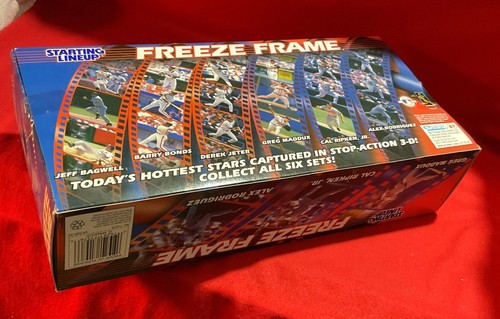 STARTING
LINEUP
FREEZE FRAME
JEFF BAGWELL
BARRY BONDS
DEREK JETER
GREG MADDUX
CAL RIPKEN, JR.
ALEX RODRIGUEZ
TODAY'S HOTTEST STARS CAPTURED IN STOP-ACTION 3-D!
COLLECT ALL SIX SETS!
ALEX RODRIGUEZ
CAL RIPKEN, JR.
GREG MADDUX
FREEZE FRAME
STARTING
LINEUP